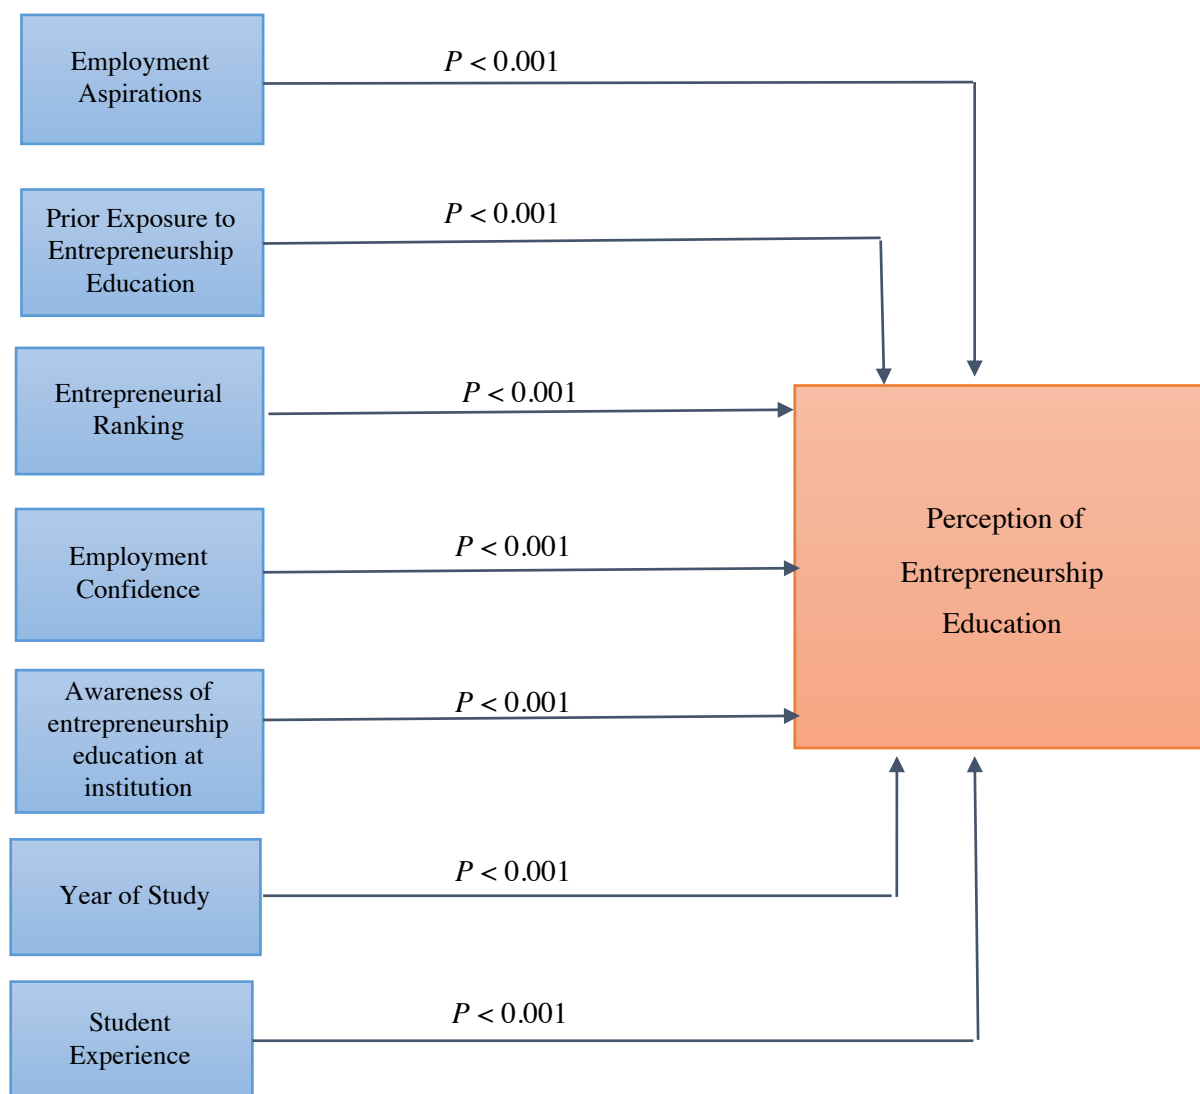 Employment
Aspirations
P < 0.001
Prior Exposure to
Entrepreneurship
Education
P < 0.001
Entrepreneurial
Ranking
P < 0.001
Employment
Confidence
P < 0.001
Perception of
Entrepreneurship
Education
Awareness of
entrepreneurship
education at
institution
P < 0.001
Year of Study
P < 0.001
Student
Experience
P < 0.001